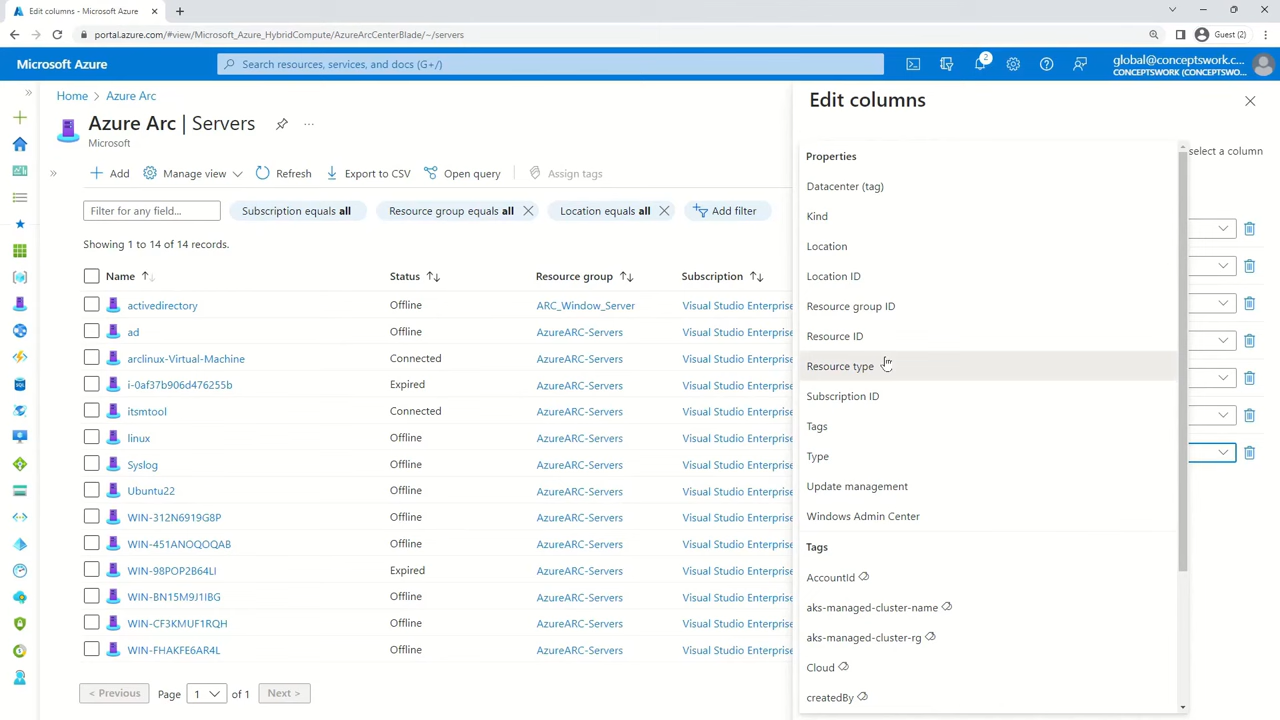 Edit columns - Microsoft Azure
portal.azure.com/#view/Microsoft_Azure_HybridCompute/AzureArcCenterBlade/~/servers
Guest (2)
Microsoft Azure
Search resources, services, and docs (G+/)
2
global@conceptswork.c...
CONCEPTSWORK (CONCEPTSWO...
Home > Azure Arc
Azure Arc | Servers
Microsoft
Add
Manage view
Refresh
Export to CSV
Open query
Assign tags
Filter for any field...
Subscription equals all
Resource group equals all
Location equals all
Add filter
Showing 1 to 14 of 14 records.
Name Status Resource group Subscription
activedirectory Offline ARC_Window_Server Visual Studio Enterprise
ad Offline AzureARC-Servers Visual Studio Enterprise
arclinux-Virtual-Machine Connected AzureARC-Servers Visual Studio Enterprise
i-0af37b906d476255b Expired AzureARC-Servers Visual Studio Enterprise
itsmtool Connected AzureARC-Servers Visual Studio Enterprise
linux Offline AzureARC-Servers Visual Studio Enterprise
Syslog Offline AzureARC-Servers Visual Studio Enterprise
Ubuntu22 Offline AzureARC-Servers Visual Studio Enterprise
WIN-312N6919G8P Offline AzureARC-Servers Visual Studio Enterprise
WIN-451ANOQOQAB Offline AzureARC-Servers Visual Studio Enterprise
WIN-98POP2B64LI Expired AzureARC-Servers Visual Studio Enterprise
WIN-BN15M9J1IBG Offline AzureARC-Servers Visual Studio Enterprise
WIN-CF3KMUF1RQH Offline AzureARC-Servers Visual Studio Enterprise
WIN-FHAKFE6AR4L Offline AzureARC-Servers Visual Studio Enterprise
< Previous Page 1 of 1 Next >
Edit columns
select a column
Properties
Datacenter (tag)
Kind
Location
Location ID
Resource group ID
Resource ID
Resource type
Subscription ID
Tags
Type
Update management
Windows Admin Center
Tags
AccountId
aks-managed-cluster-name
aks-managed-cluster-rg
Cloud
createdBy